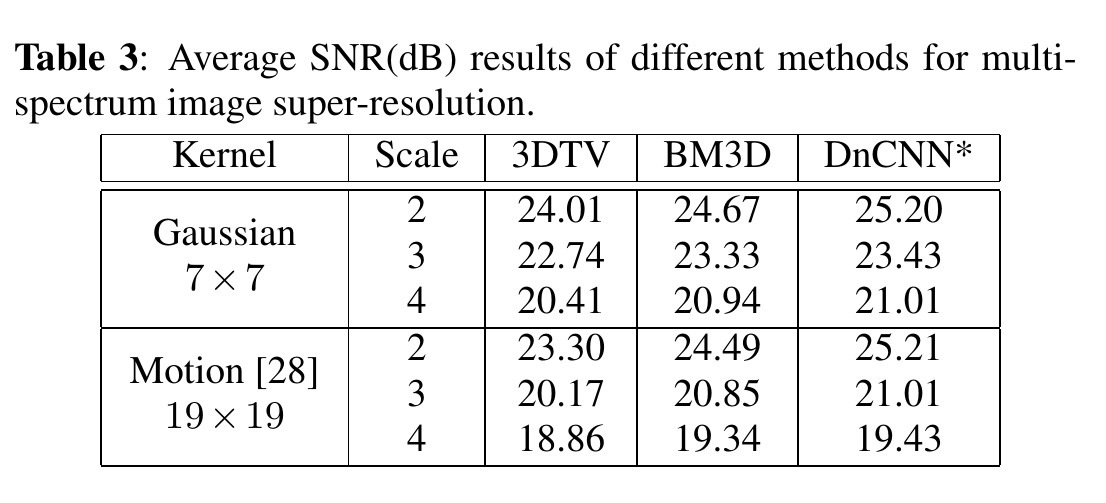 Table 3: Average SNR(dB) results of different methods for multi-
spectrum image super-resolution.
Kernel Scale 3DTV BM3D DnCNN*
Gaussian 7 × 7 2 24.01 24.67 25.20
3 22.74 23.33 23.43
4 20.41 20.94 21.01
Motion [28] 19 × 19 2 23.30 24.49 25.21
3 20.17 20.85 21.01
4 18.86 19.34 19.43